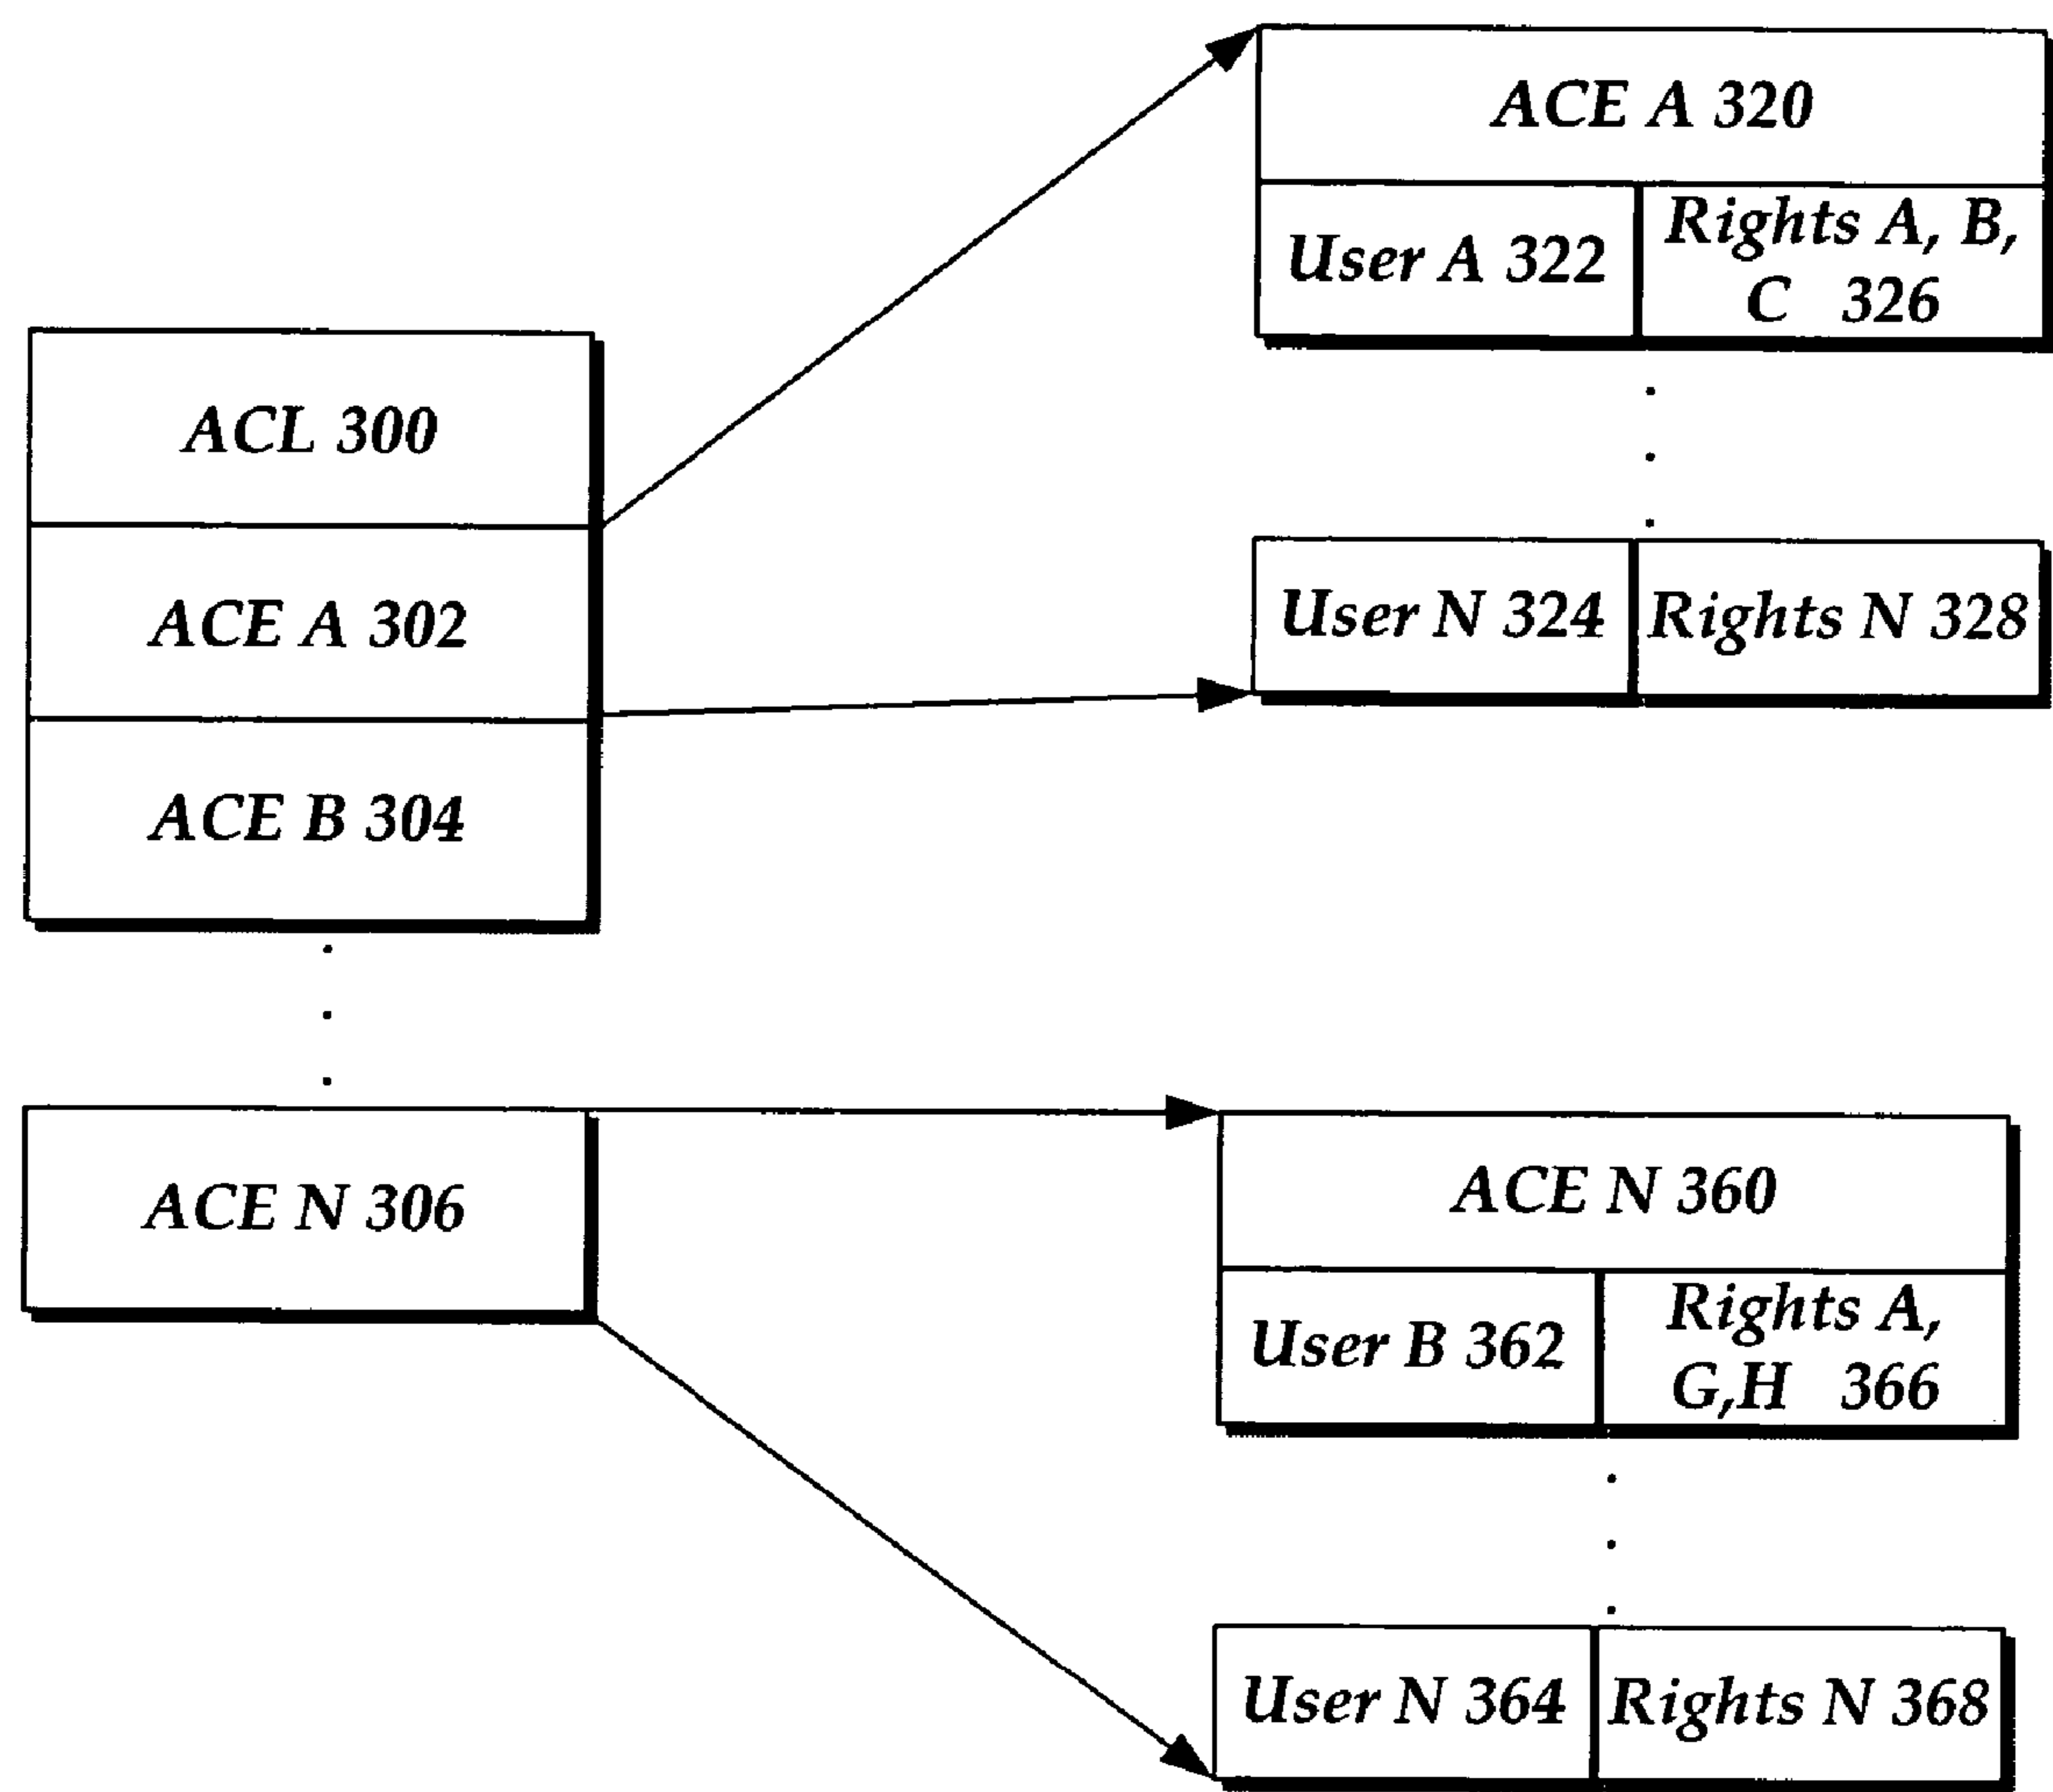 ACL 300
ACE A 302
ACE B 304
ACE N 306
ACE A 320
User A 322
Rights A, B,
C 326
User N 324
Rights N 328
ACE N 360
User B 362
Rights A,
G,H 366
User N 364
Rights N 368